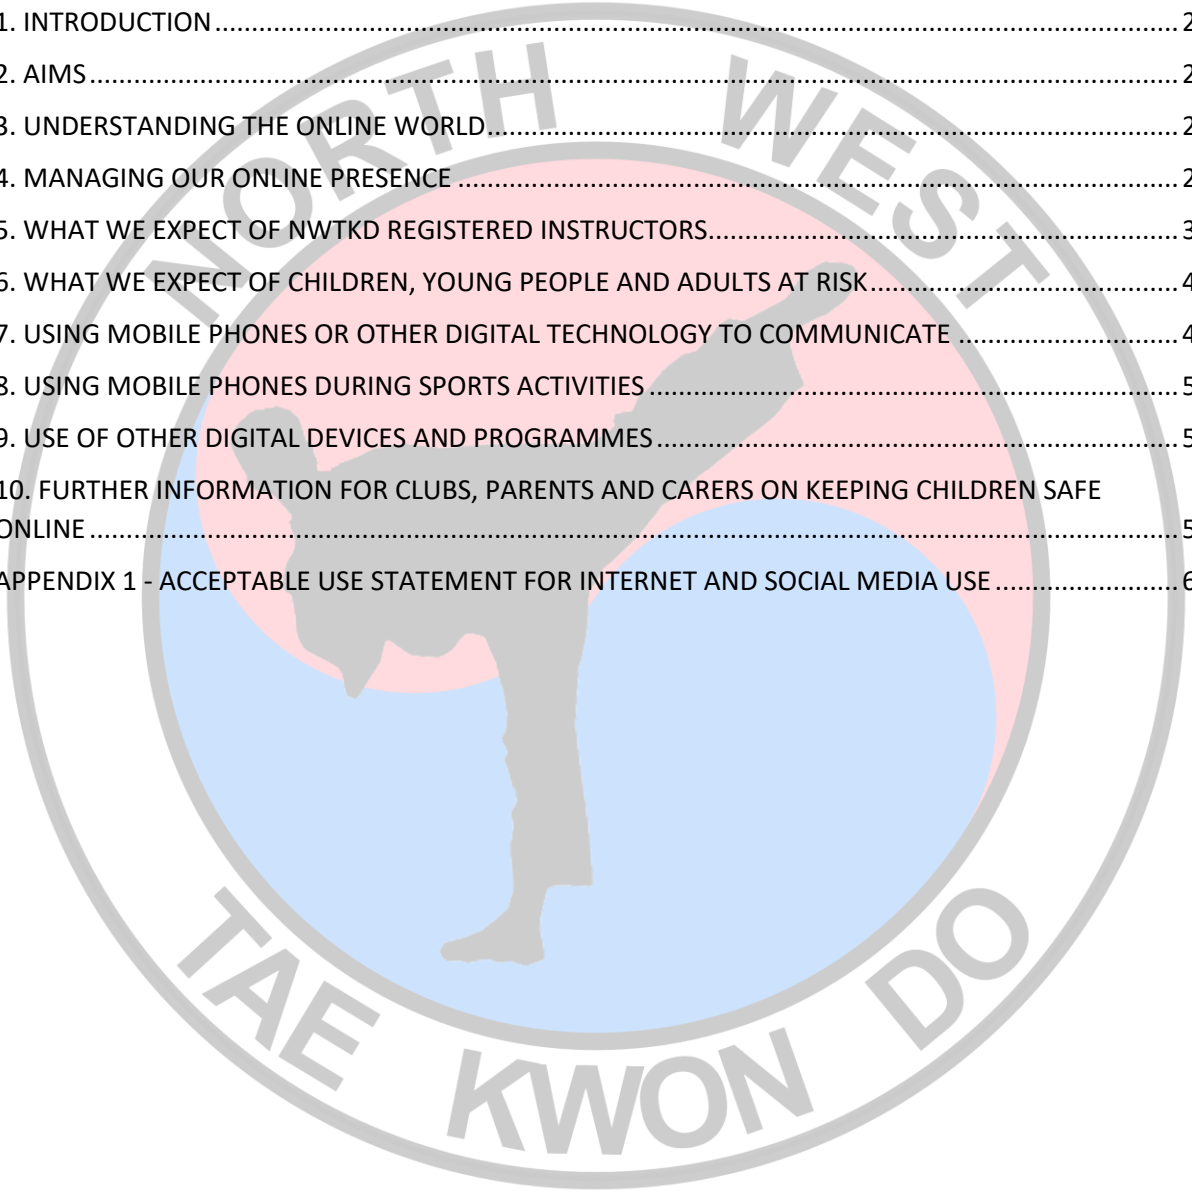 1. INTRODUCTION ........ 2
2. AIMS ........ 2
3. UNDERSTANDING THE ONLINE WORLD ........ 2
4. MANAGING OUR ONLINE PRESENCE ........ 2
5. WHAT WE EXPECT OF NWTKD REGISTERED INSTRUCTORS ........ 3
6. WHAT WE EXPECT OF CHILDREN, YOUNG PEOPLE AND ADULTS AT RISK ........ 4
7. USING MOBILE PHONES OR OTHER DIGITAL TECHNOLOGY TO COMMUNICATE ........ 4
8. USING MOBILE PHONES DURING SPORTS ACTIVITIES ........ 5
9. USE OF OTHER DIGITAL DEVICES AND PROGRAMMES ........ 5
10. FURTHER INFORMATION FOR CLUBS, PARENTS AND CARERS ON KEEPING CHILDREN SAFE
ONLINE ........ 5
APPENDIX 1 - ACCEPTABLE USE STATEMENT FOR INTERNET AND SOCIAL MEDIA USE ........ 6
NORTH WEST
TAE KWON DO